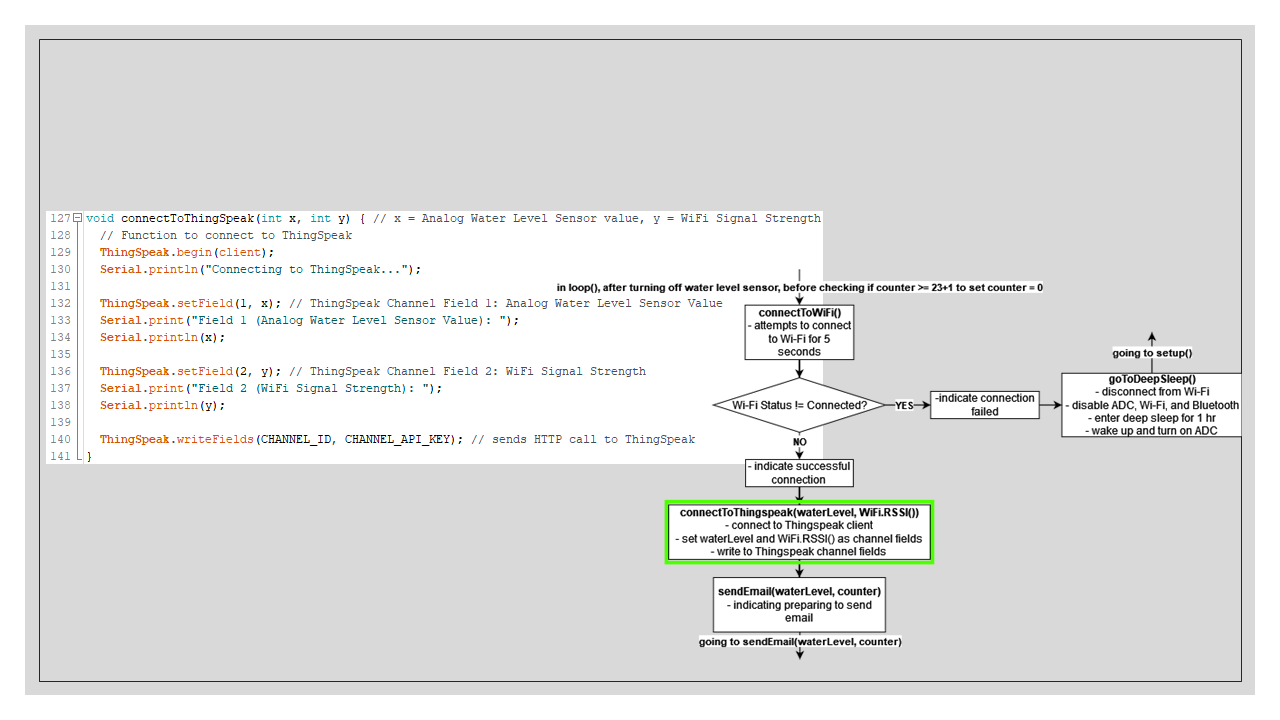 127 void connectToThingSpeak(int x, int y) { // x = Analog Water Level Sensor value, y = WiFi Signal Strength
128 // Function to connect to ThingSpeak
129 ThingSpeak.begin(client);
130 Serial.println("Connecting to ThingSpeak...");
131
132 ThingSpeak.setField(1, x); // ThingSpeak Channel Field 1: Analog Water Level Sensor Value
133 Serial.print("Field 1 (Analog Water Level Sensor Value): ");
134 Serial.println(x);
135
136 ThingSpeak.setField(2, y); // ThingSpeak Channel Field 2: WiFi Signal Strength
137 Serial.print("Field 2 (WiFi Signal Strength): ");
138 Serial.println(y);
139
140 ThingSpeak.writeFields(CHANNEL_ID, CHANNEL_API_KEY); // sends HTTP call to ThingSpeak
141 }
in loop(), after turning off water level sensor, before checking if counter >= 23+1 to set counter = 0
connectToWiFi()
- attempts to connect
to Wi-Fi for 5
seconds
Wi-Fi Status != Connected?
YES
-indicate connection
failed
going to setup()
goToDeepSleep()
- disconnect from Wi-Fi
- disable ADC, Wi-Fi, and Bluetooth
- enter deep sleep for 1 hr
- wake up and turn on ADC
NO
- indicate successful
connection
connectToThingspeak(waterLevel, WiFi.RSSI())
- connect to Thingspeak client
- set waterLevel and WiFi.RSSI() as channel fields
- write to Thingspeak channel fields
sendEmail(waterLevel, counter)
- indicating preparing to send
email
going to sendEmail(waterLevel, counter)